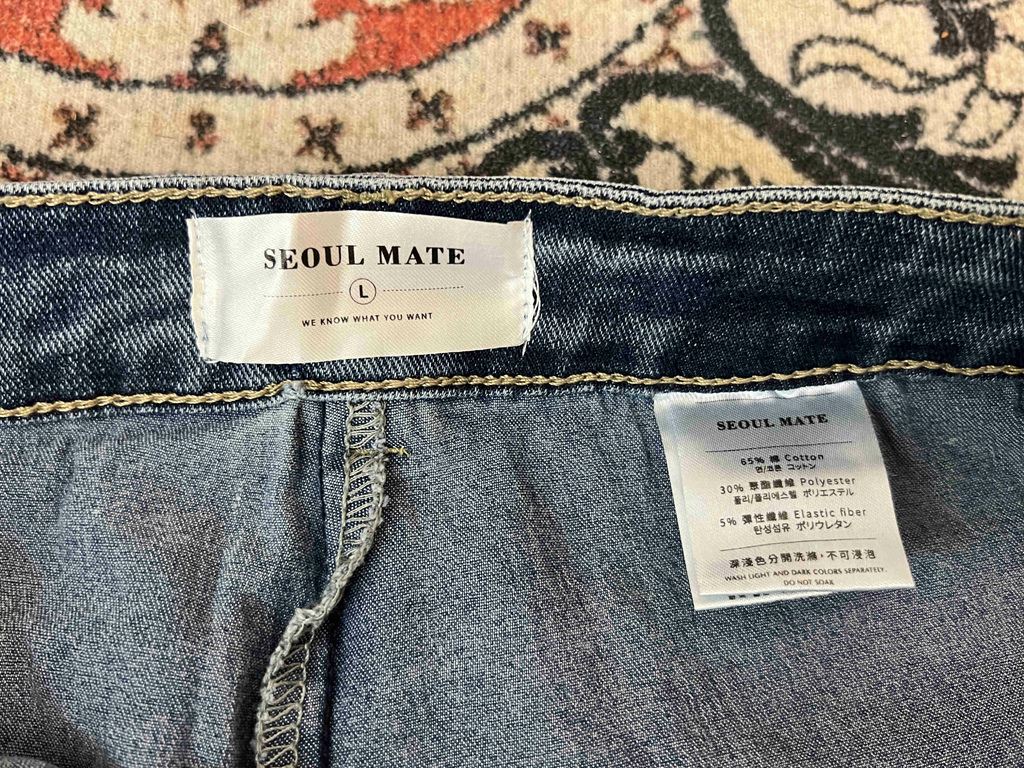 SEOUL MATE
L
WE KNOW WHAT YOU WANT
SEOUL MATE
65% 棉 Cotton
면/코튼 コットン
30% 聚酯纖維 Polyester
폴리/폴리에스텔 ポリエステル
5% 彈性纖維 Elastic fiber
탄성섬유 ポリウレタン
深淺色分開洗滌，不可浸泡
WASH LIGHT AND DARK COLORS SEPARATELY.
DO NOT SOAK